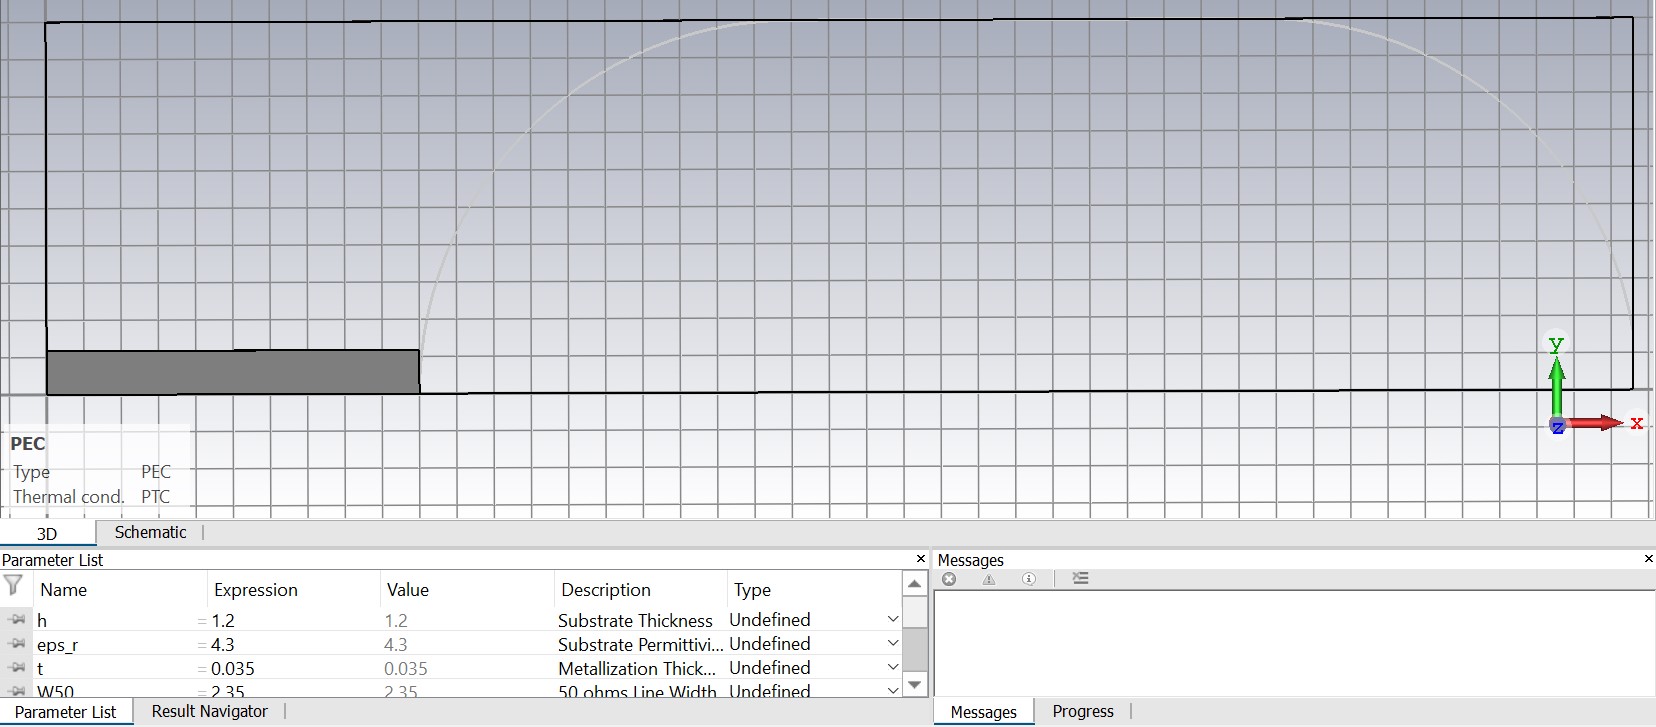 y
x
z
PEC
Type PEC
Thermal cond. PTC
3D Schematic
Parameter List
Messages
Name Expression Value Description Type
h = 1.2 1.2 Substrate Thickness Undefined
eps_r = 4.3 4.3 Substrate Permittivi... Undefined
t = 0.035 0.035 Metallization Thick... Undefined
W50 = 2.35 2.35 50 ohms Line Width Undefined
Parameter List Result Navigator
Messages Progress